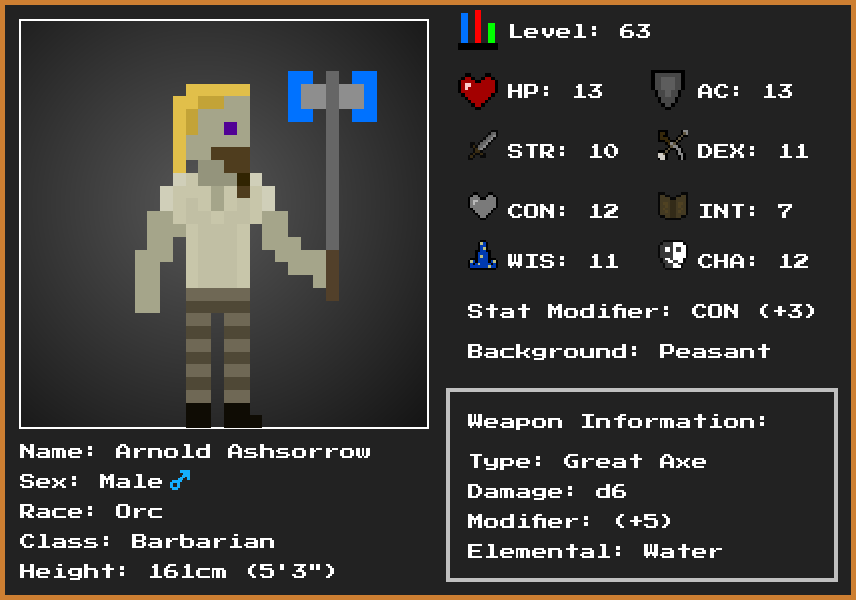 Level: 63
HP: 13
AC: 13
STR: 10
DEX: 11
CON: 12
INT: 7
WIS: 11
CHA: 12
Stat Modifier: CON (+3)
Background: Peasant
Weapon Information:
Type: Great Axe
Damage: d6
Modifier: (+5)
Elemental: Water
Name: Arnold Ashsorrow
Sex: Male ♂
Race: Orc
Class: Barbarian
Height: 161cm (5'3")